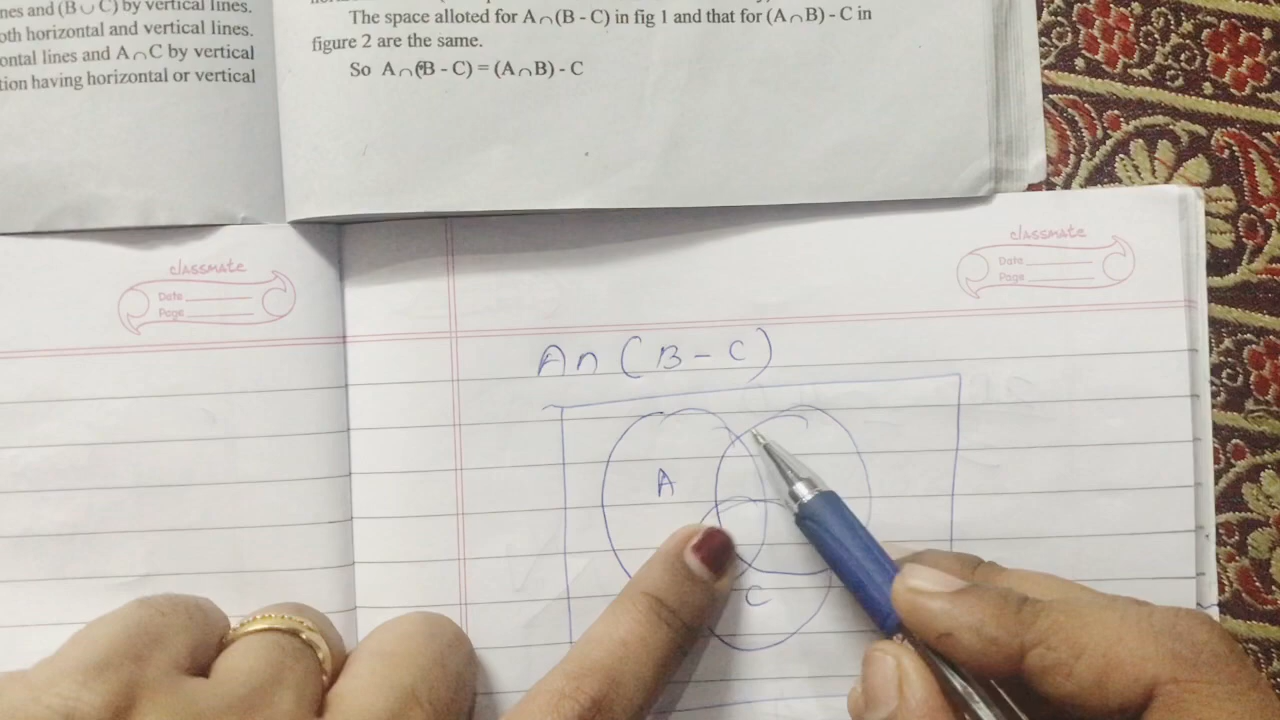 nes and (B ∪ C) by vertical lines.
oth horizontal and vertical lines.
ontal lines and A∩C by vertical
tion having horizontal or vertical
The space alloted for A∩(B - C) in fig 1 and that for (A∩B) - C in
figure 2 are the same.
So A∩(B - C) = (A∩B) - C
classmate
Date
Page
classmate
Date
Page
A∩(B-C)
A
C